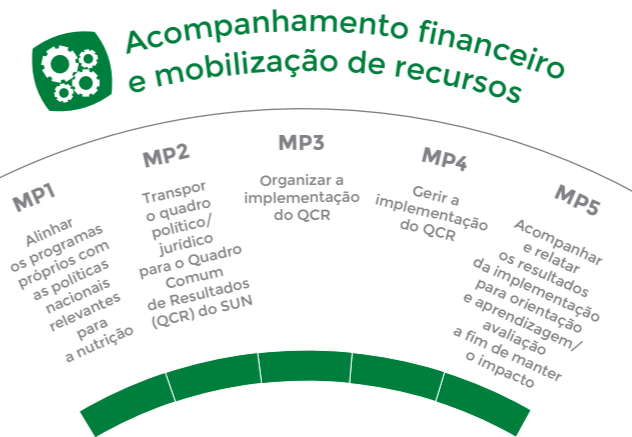 Acompanhamento financeiro
e mobilização de recursos
MP1
Alinhar
os programas
próprios com
as políticas
nacionais
relevantes
para
a nutrição
MP2
Transpor
o quadro
político/
jurídico
para o Quadro
Comum
de Resultados
(QCR) do SUN
MP3
Organizar a
implementação
do QCR
MP4
Gerir a
implementação
do QCR
MP5
Acompanhar
e relatar
os resultados
da implementação
para orientação
e aprendizagem/
avaliação
a fim de manter
o impacto